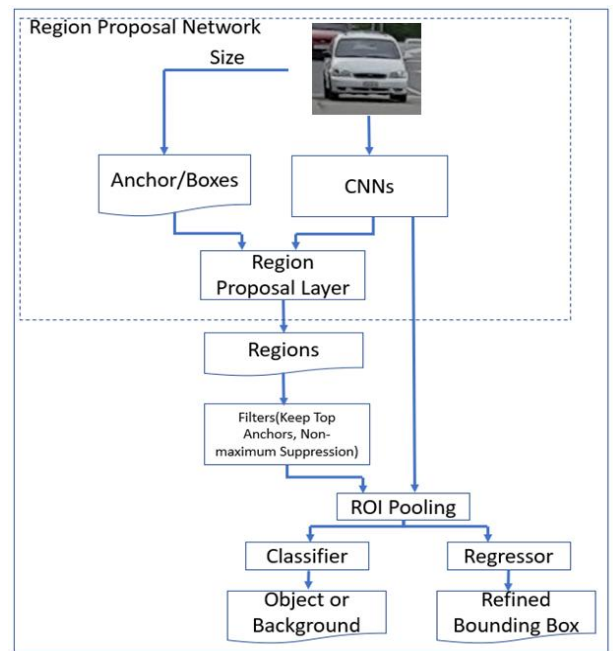 Region Proposal Network
Size
Anchor/Boxes
CNNs
Region
Proposal Layer
Regions
Filters(Keep Top
Anchors, Non-
maximum Suppression)
ROI Pooling
Classifier
Regressor
Object or
Background
Refined
Bounding Box